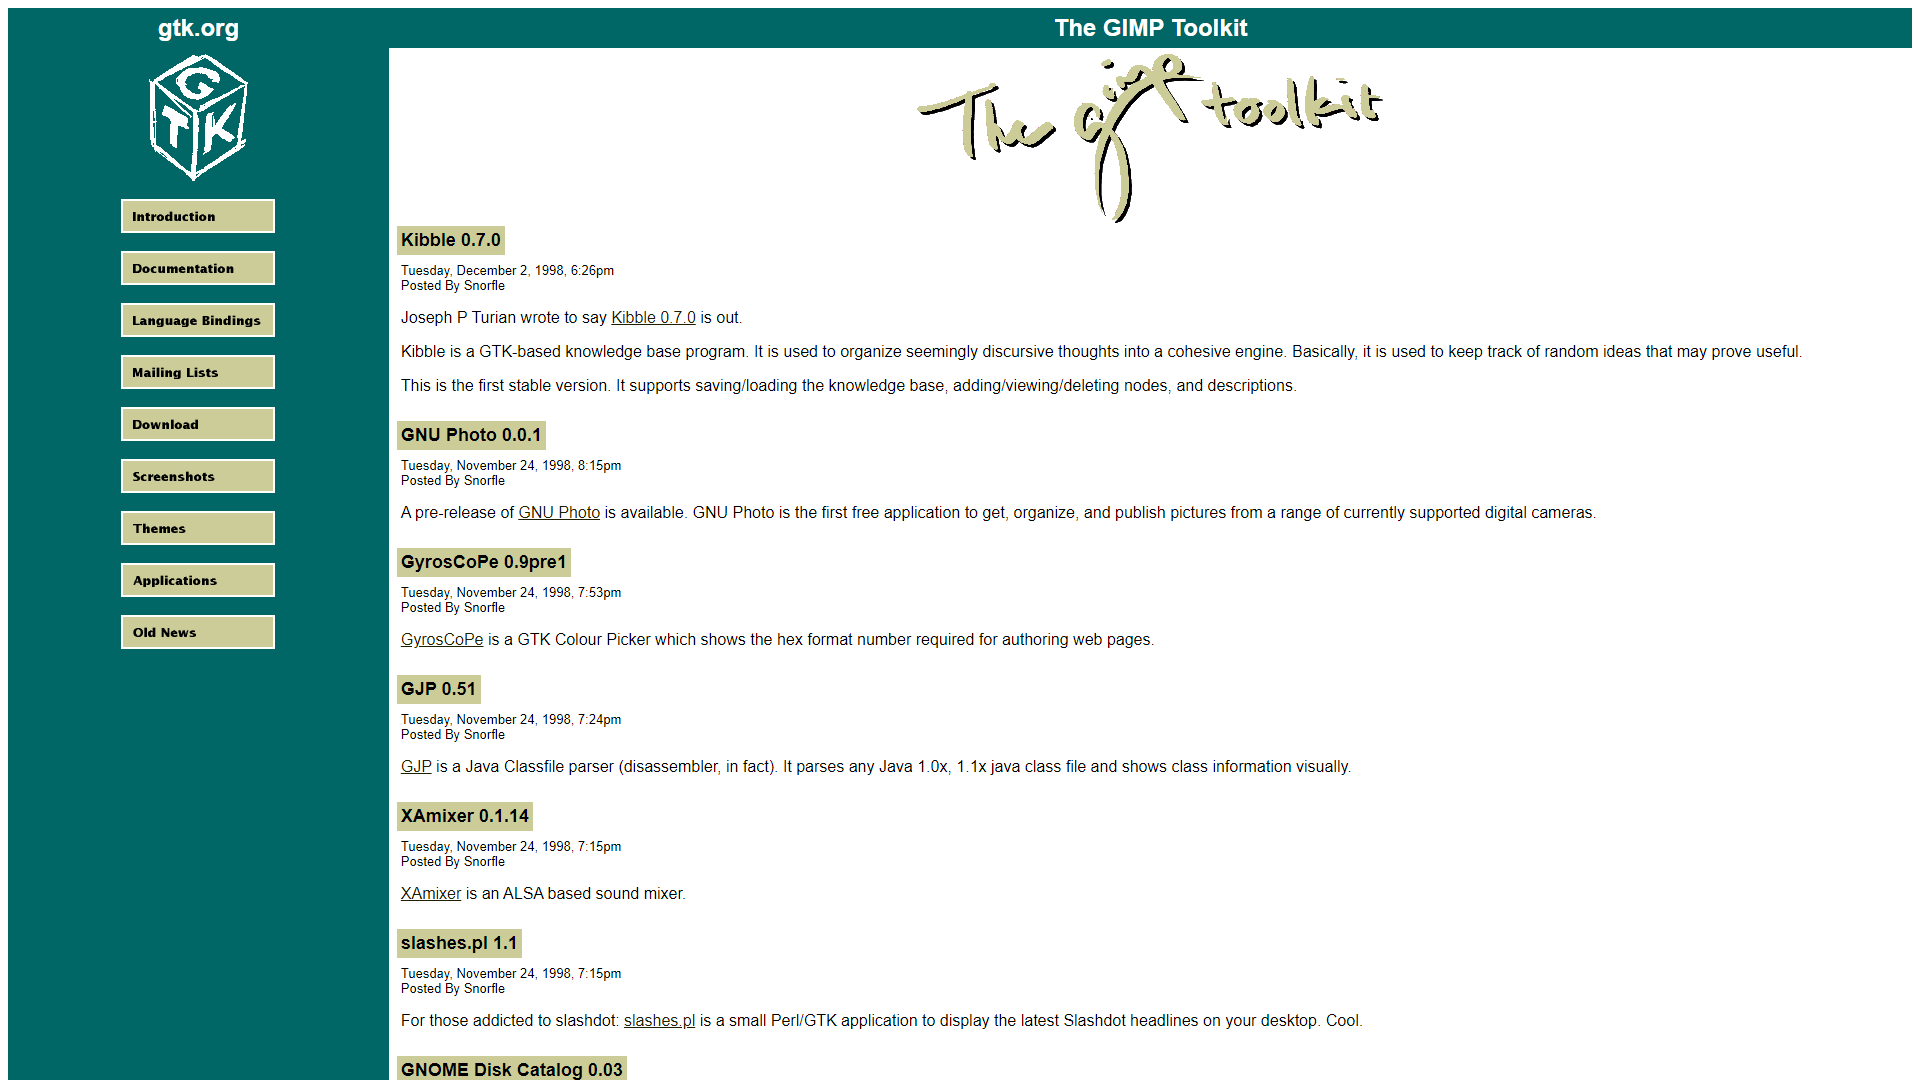 gtk.org
The GIMP Toolkit
G
T K
The gimp toolkit
Introduction
Documentation
Language Bindings
Mailing Lists
Download
Screenshots
Themes
Applications
Old News
Kibble 0.7.0
Tuesday, December 2, 1998, 6:26pm
Posted By Snorfle
Joseph P Turian wrote to say Kibble 0.7.0 is out.
Kibble is a GTK-based knowledge base program. It is used to organize seemingly discursive thoughts into a cohesive engine. Basically, it is used to keep track of random ideas that may prove useful.
This is the first stable version. It supports saving/loading the knowledge base, adding/viewing/deleting nodes, and descriptions.
GNU Photo 0.0.1
Tuesday, November 24, 1998, 8:15pm
Posted By Snorfle
A pre-release of GNU Photo is available. GNU Photo is the first free application to get, organize, and publish pictures from a range of currently supported digital cameras.
GyrosCoPe 0.9pre1
Tuesday, November 24, 1998, 7:53pm
Posted By Snorfle
GyrosCoPe is a GTK Colour Picker which shows the hex format number required for authoring web pages.
GJP 0.51
Tuesday, November 24, 1998, 7:24pm
Posted By Snorfle
GJP is a Java Classfile parser (disassembler, in fact). It parses any Java 1.0x, 1.1x java class file and shows class information visually.
XAmixer 0.1.14
Tuesday, November 24, 1998, 7:15pm
Posted By Snorfle
XAmixer is an ALSA based sound mixer.
slashes.pl 1.1
Tuesday, November 24, 1998, 7:15pm
Posted By Snorfle
For those addicted to slashdot: slashes.pl is a small Perl/GTK application to display the latest Slashdot headlines on your desktop. Cool.
GNOME Disk Catalog 0.03